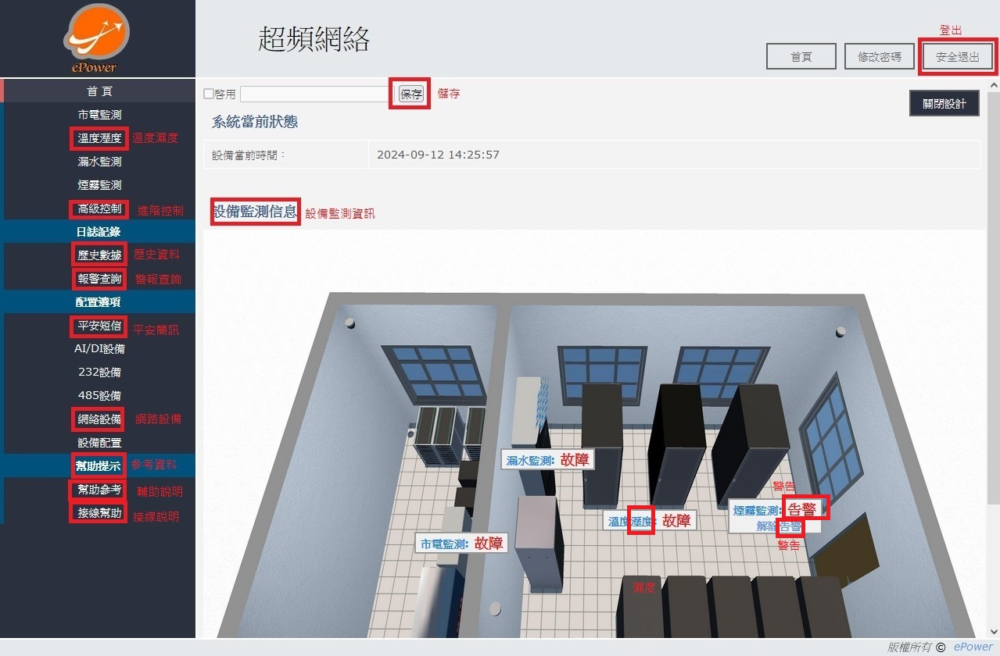 ePower
超頻網絡
登出
首頁
修改密碼
安全退出
首 頁
市電監測
溫度溼度 溫度濕度
漏水監測
煙霧監測
高級控制 進階控制
日誌記錄
歷史數據 歷史資料
報警查詢 警報查詢
配置選項
平安短信 平安簡訊
AI/DI設備
232設備
485設備
網絡設備 網路設備
設備配置
幫助提示 參考資料
幫助參考 輔助說明
接線幫助 接線說明
啓用
保存 儲存
關閉設計
系統當前狀態
設備當前時間：
2024-09-12 14:25:57
設備監測信息 設備監測資訊
漏水監測: 故障
警告
溫度溼度: 故障
煙霧監測: 告警
解除告警
市電監測: 故障
警告
濕度
版權所有 © ePower